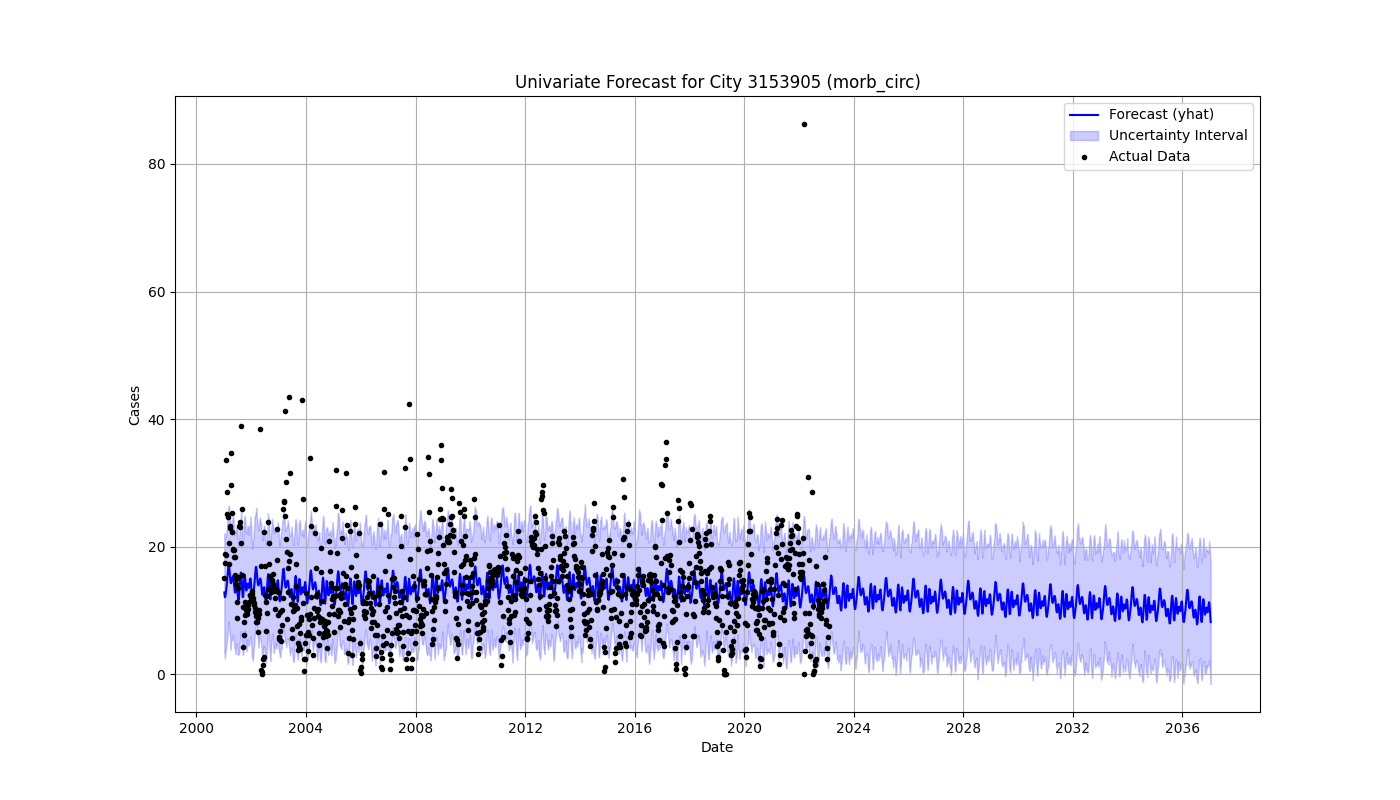 Univariate Forecast for City 3153905 (morb_circ)
Forecast (yhat)
Uncertainty Interval
Actual Data
80
60
40
20
0
Cases
2000 2004 2008 2012 2016 2020 2024 2028 2032 2036
Date